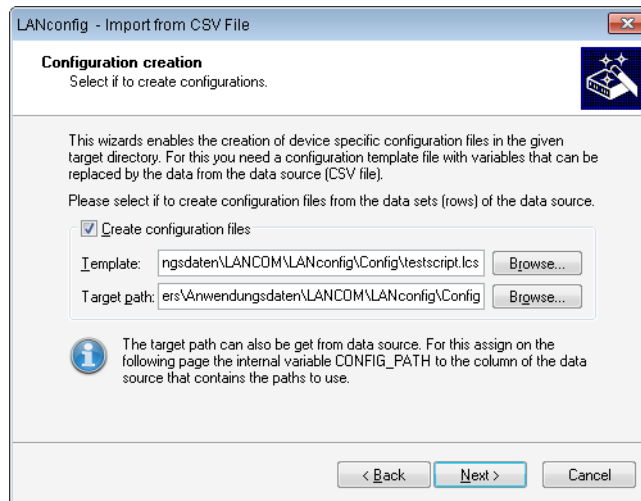 LANconfig - Import from CSV File
Configuration creation
Select if to create configurations.
This wizards enables the creation of device specific configuration files in the given
target directory. For this you need a configuration template file with variables that can be
replaced by the data from the data source (CSV file).
Please select if to create configuration files from the data sets (rows) of the data source.
Create configuration files
Template: ngsdaten\LANCOM\LANconfig\Config\testscript.lcs Browse...
Target path: ers\Anwendungsdaten\LANCOM\LANconfig\Config Browse...
The target path can also be get from data source. For this assign on the
following page the internal variable CONFIG_PATH to the column of the data
source that contains the paths to use.
< Back Next > Cancel